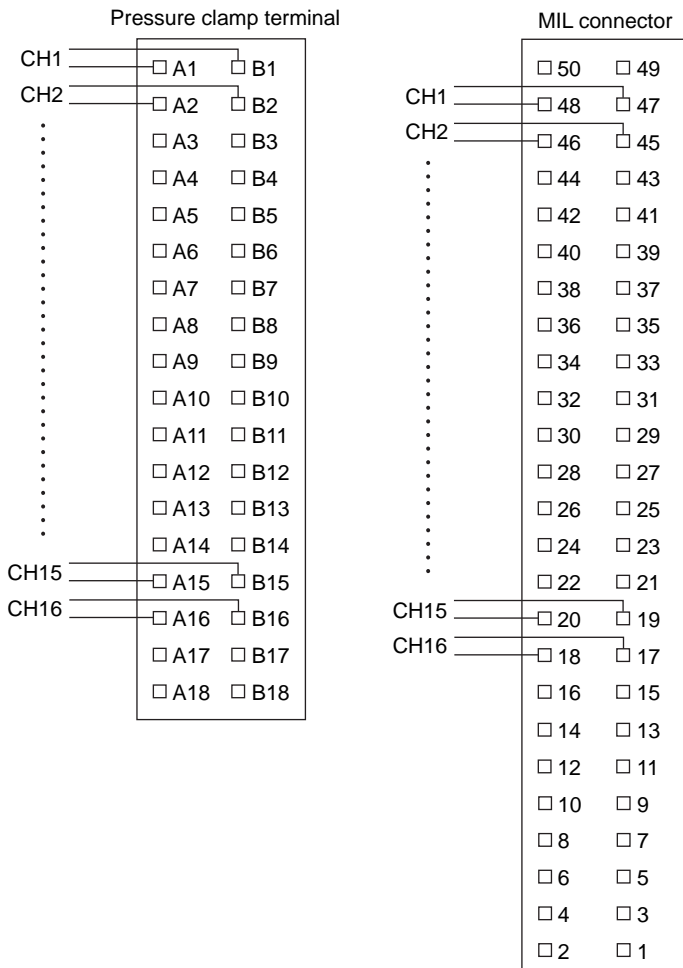 Pressure clamp terminal
CH1
A1 B1
CH2
A2 B2
A3 B3
A4 B4
A5 B5
A6 B6
A7 B7
A8 B8
A9 B9
A10 B10
A11 B11
A12 B12
A13 B13
A14 B14
CH15
A15 B15
CH16
A16 B16
A17 B17
A18 B18
MIL connector
50 49
CH1
48 47
CH2
46 45
44 43
42 41
40 39
38 37
36 35
34 33
32 31
30 29
28 27
26 25
24 23
22 21
CH15
20 19
CH16
18 17
16 15
14 13
12 11
10 9
8 7
6 5
4 3
2 1